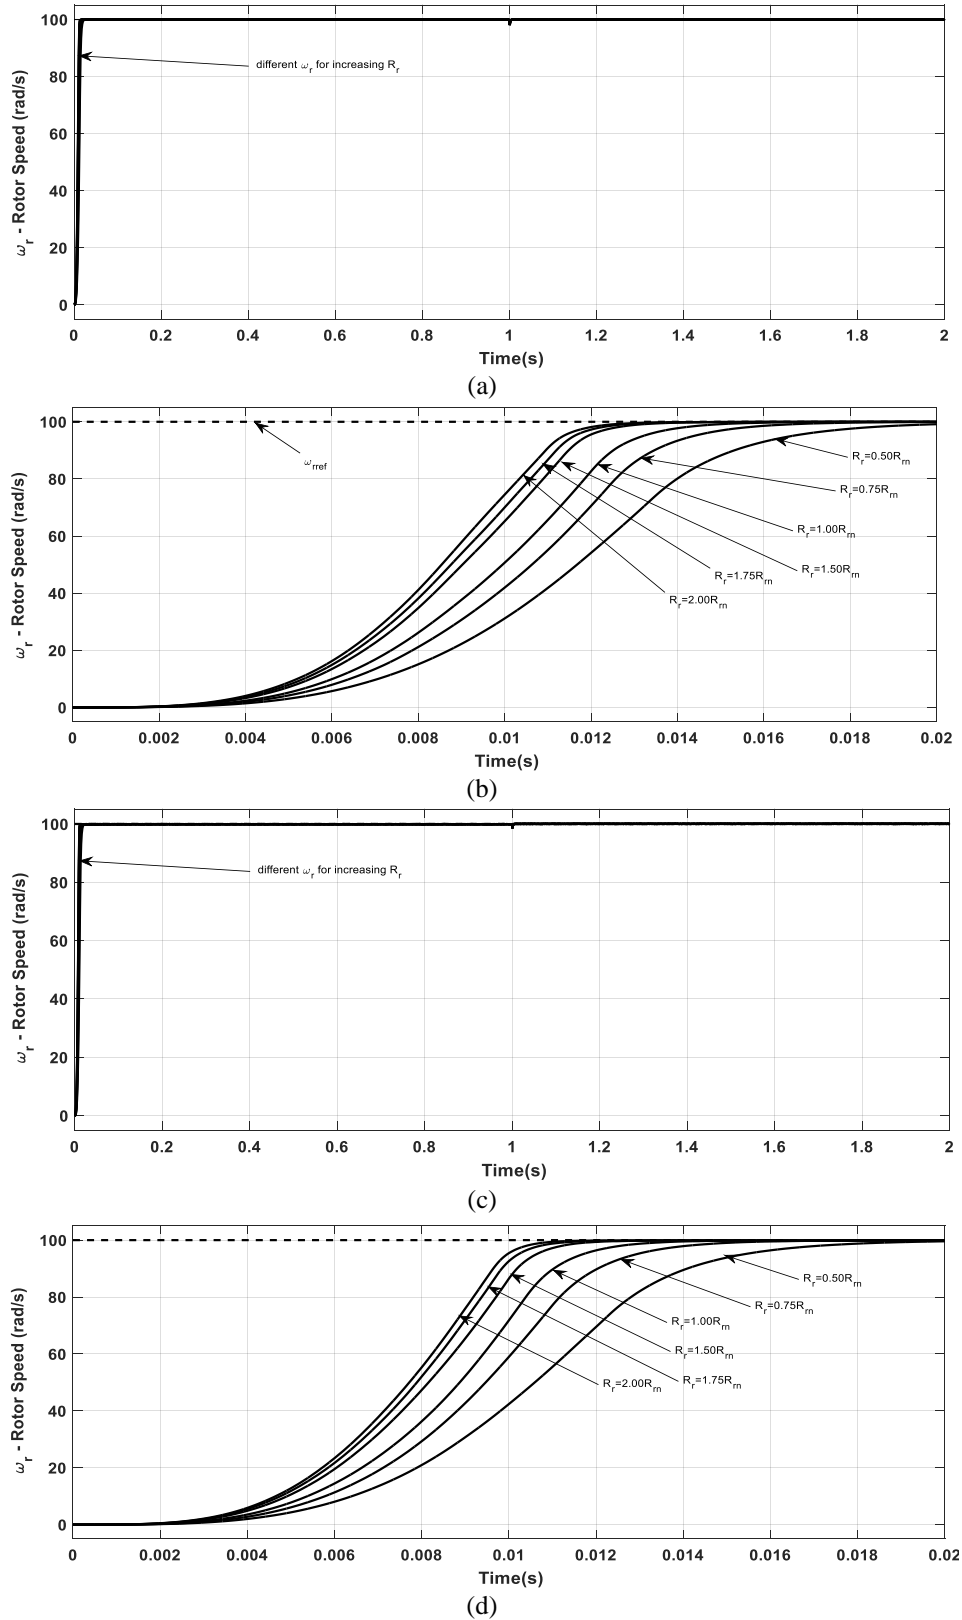 100
80
60
40
20
0
ω_r - Rotor Speed (rad/s)
different ω_r for increasing R_r
0 0.2 0.4 0.6 0.8 1 1.2 1.4 1.6 1.8 2
Time(s)
(a)
100
80
60
40
20
0
ω_r - Rotor Speed (rad/s)
ω_rref
R_r=0.50R_rn
R_r=0.75R_rn
R_r=1.00R_rn
R_r=1.50R_rn
R_r=1.75R_rn
R_r=2.00R_rn
0 0.002 0.004 0.006 0.008 0.01 0.012 0.014 0.016 0.018 0.02
Time(s)
(b)
100
80
60
40
20
0
ω_r - Rotor Speed (rad/s)
different ω_r for increasing R_r
0 0.2 0.4 0.6 0.8 1 1.2 1.4 1.6 1.8 2
Time(s)
(c)
100
80
60
40
20
0
ω_r - Rotor Speed (rad/s)
R_r=0.50R_rn
R_r=0.75R_rn
R_r=1.00R_rn
R_r=1.50R_rn
R_r=1.75R_rn
R_r=2.00R_rn
0 0.002 0.004 0.006 0.008 0.01 0.012 0.014 0.016 0.018 0.02
Time(s)
(d)